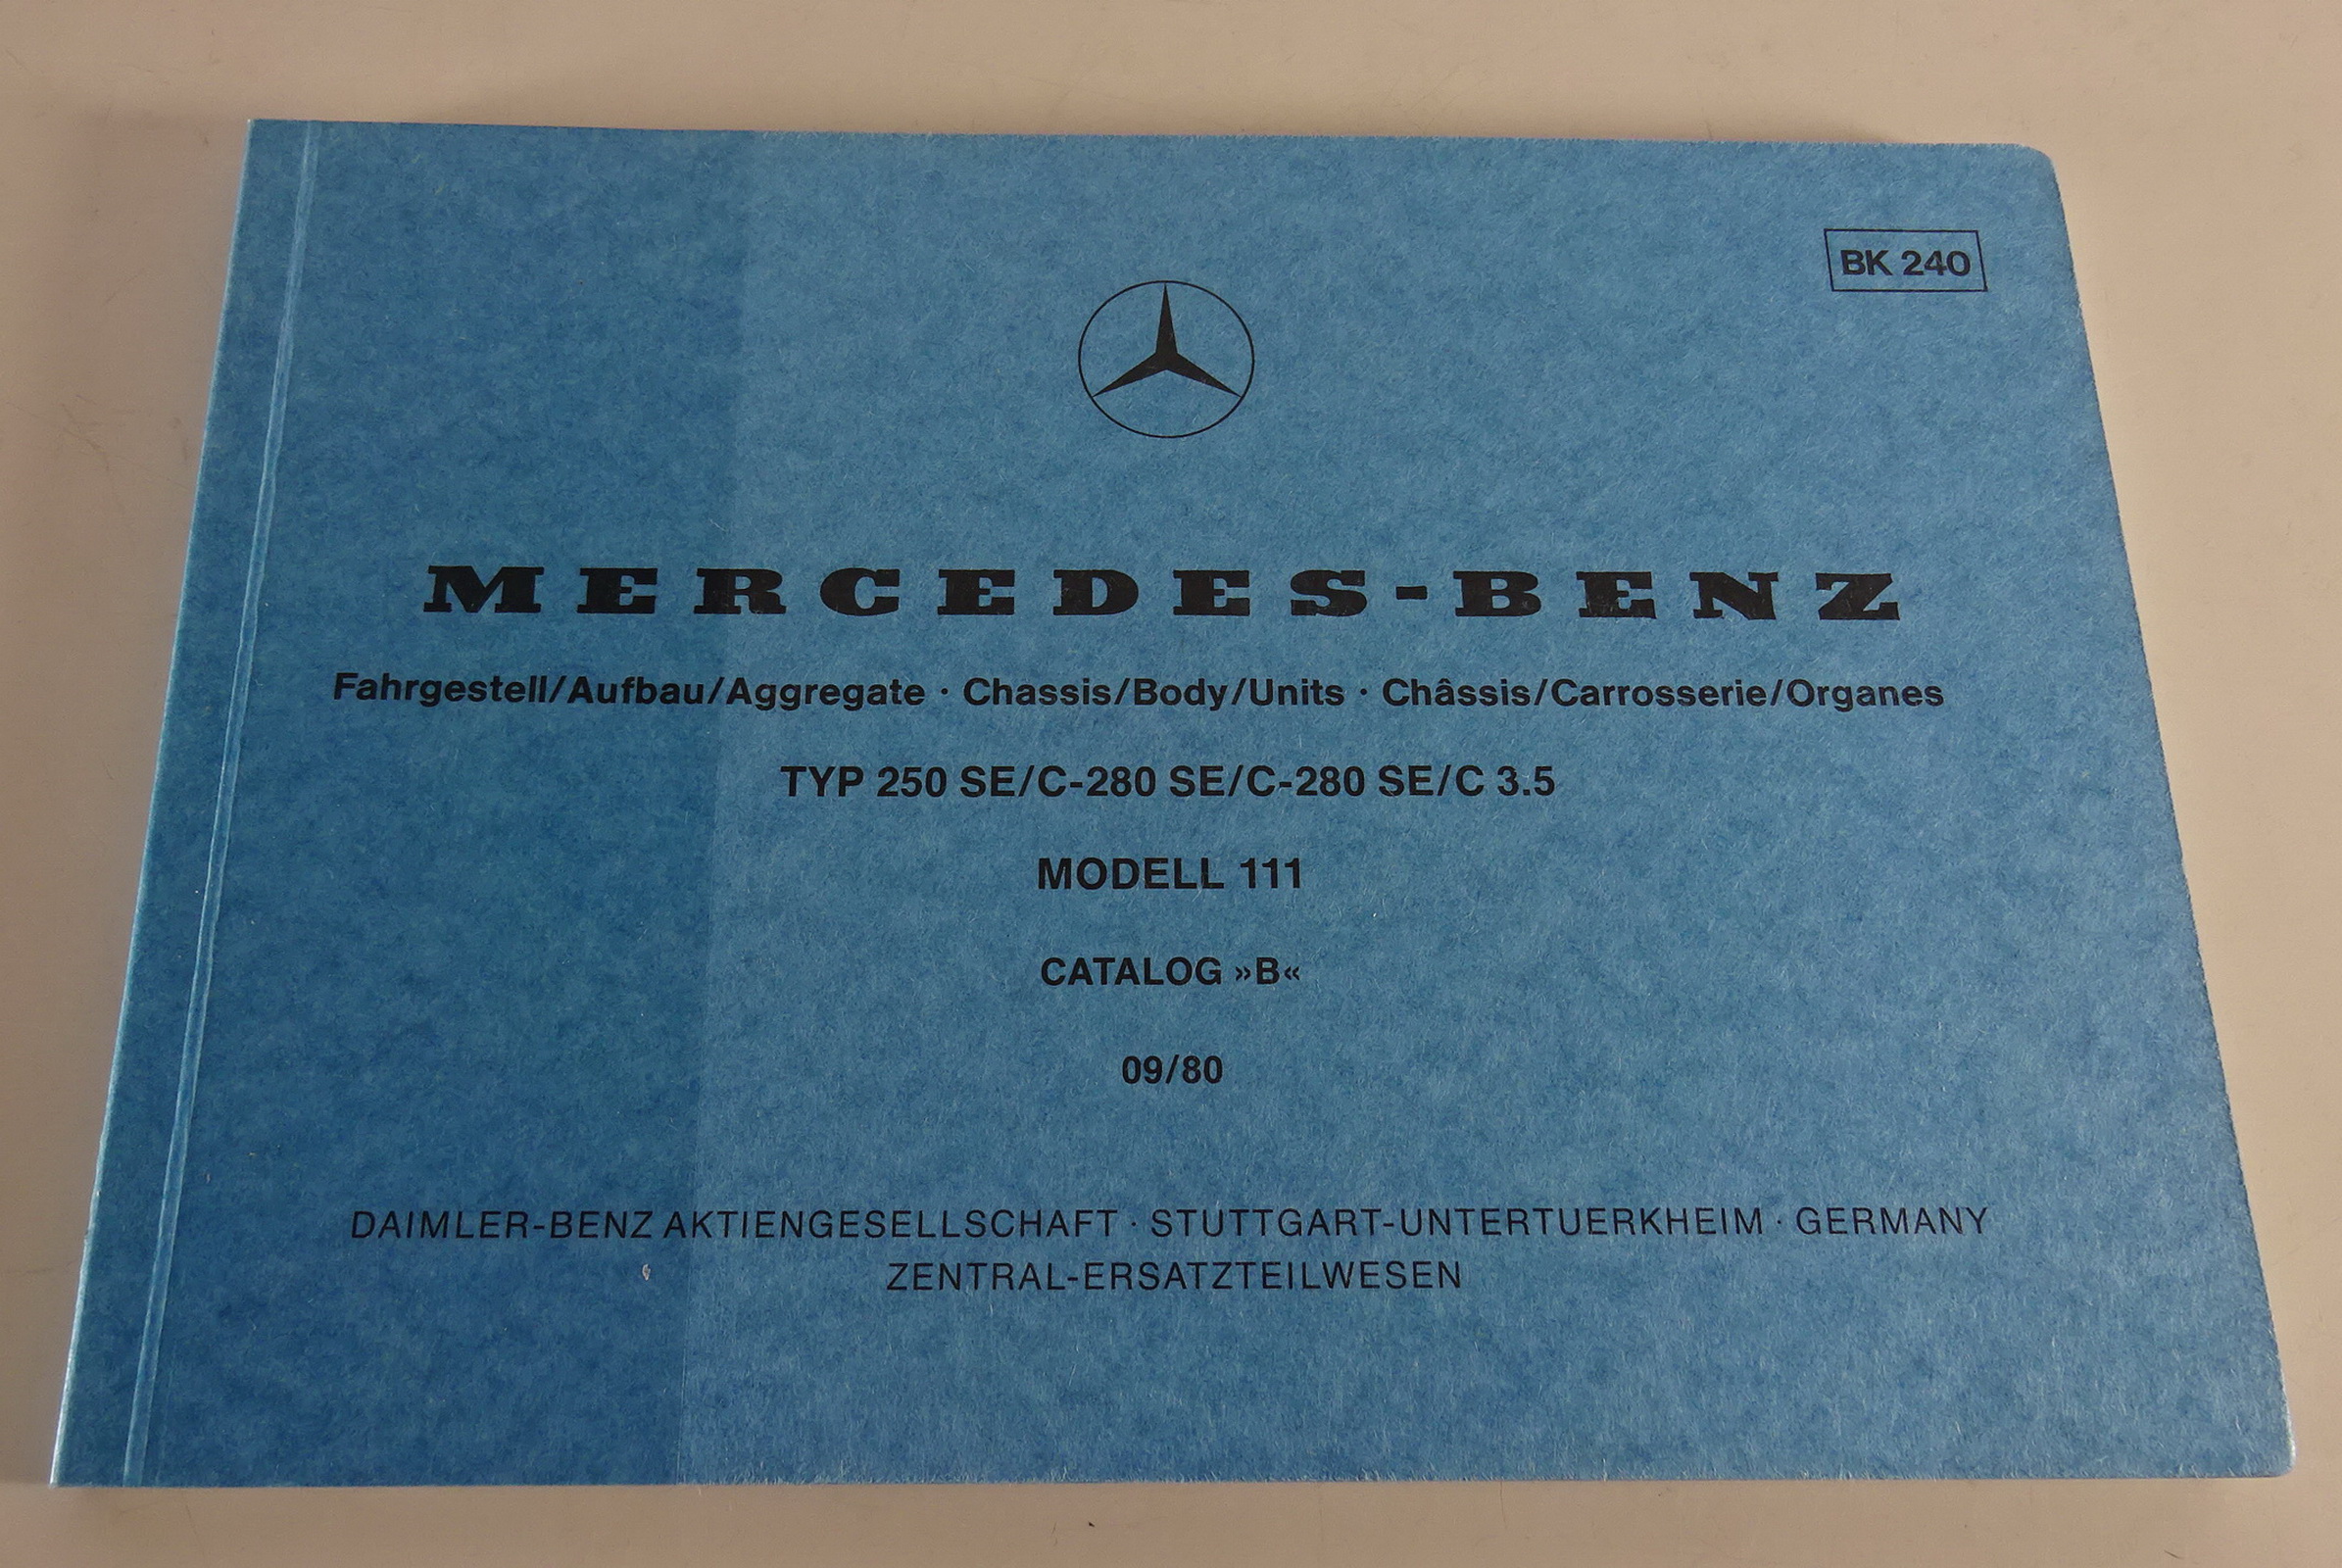 BK 240
MERCEDES-BENZ
Fahrgestell/Aufbau/Aggregate · Chassis/Body/Units · Châssis/Carrosserie/Organes
TYP 250 SE/C-280 SE/C-280 SE/C 3.5
MODELL 111
CATALOG »B«
09/80
DAIMLER-BENZ AKTIENGESELLSCHAFT · STUTTGART-UNTERTUERKHEIM · GERMANY
ZENTRAL-ERSATZTEILWESEN